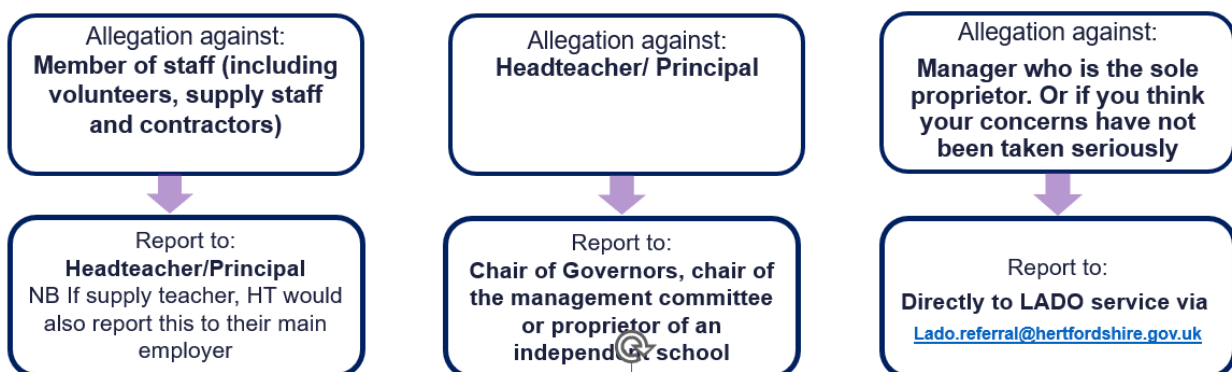 Allegation against:
Member of staff (including
volunteers, supply staff
and contractors)
Report to:
Headteacher/Principal
NB If supply teacher, HT would
also report this to their main
employer
Allegation against:
Headteacher/ Principal
Report to:
Chair of Governors, chair of
the management committee
or proprietor of an
independent school
Allegation against:
Manager who is the sole
proprietor. Or if you think
your concerns have not
been taken seriously
Report to:
Directly to LADO service via
Lado.referral@hertfordshire.gov.uk